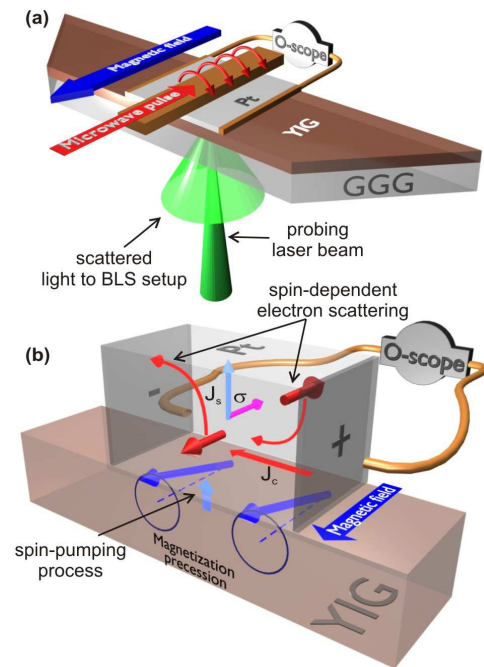 (a)
Magnetic field
O-scope
Microwave pulse
Pt
YIG
GGG
scattered
light to BLS setup
probing
laser beam
(b)
spin-dependent
electron scattering
Pt
O-scope
-
Js
σ
+
Jc
Magnetic field
spin-pumping
process
Magnetization
precession
YIG